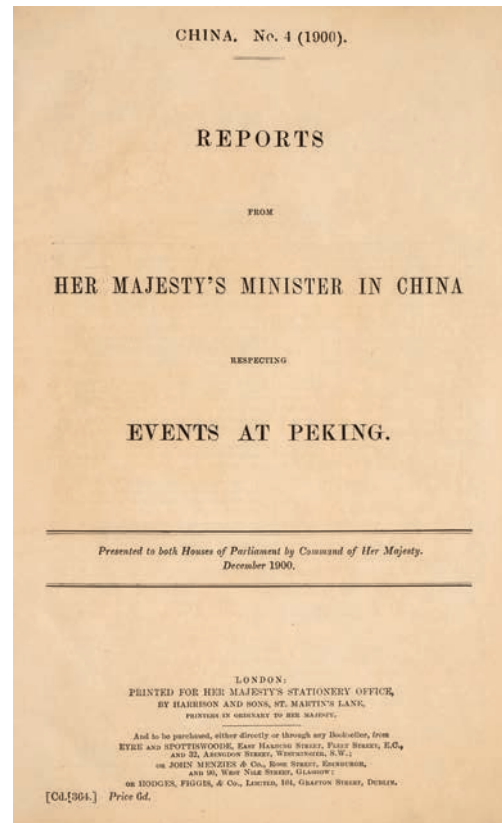 CHINA. No. 4 (1900).
REPORTS
FROM
HER MAJESTY'S MINISTER IN CHINA
RESPECTING
EVENTS AT PEKING.
Presented to both Houses of Parliament by Command of Her Majesty.
December 1900.
LONDON:
PRINTED FOR HER MAJESTY'S STATIONERY OFFICE,
BY HARRISON AND SONS, ST. MARTIN'S LANE,
PRINTERS IN ORDINARY TO HER MAJESTY.
And to be purchased, either directly or through any Bookseller, from
EYRE AND SPOTTISWOODE, EAST HARDING STREET, FLEET STREET, E.C.,
AND 32, ABINGDON STREET, WESTMINSTER, S.W.;
OR JOHN MENZIES & Co., ROSE STREET, EDINBURGH,
AND 90, WEST NILE STREET, GLASGOW;
OR HODGES, FIGGIS, & Co., LIMITED, 104, GRAFTON STREET, DUBLIN.
[Cd. 364.] Price 6d.